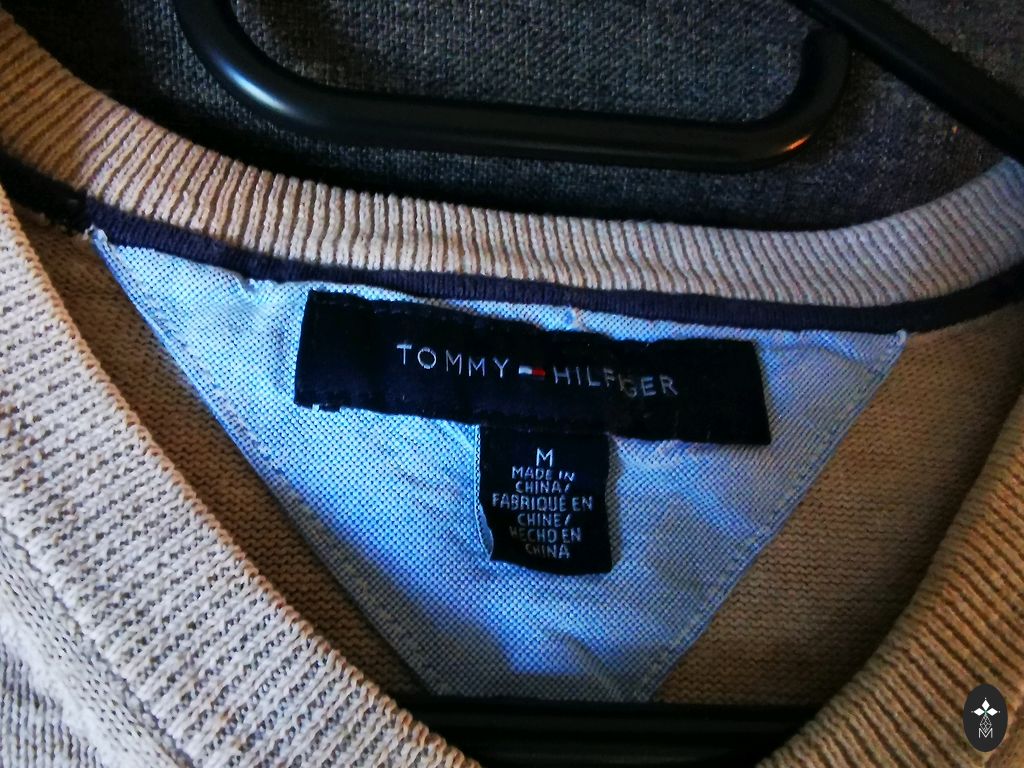 TOMMY HILFIGER
M
MADE IN
CHINA/
FABRIQUÉ EN
CHINE/
HECHO EN
CHINA
M